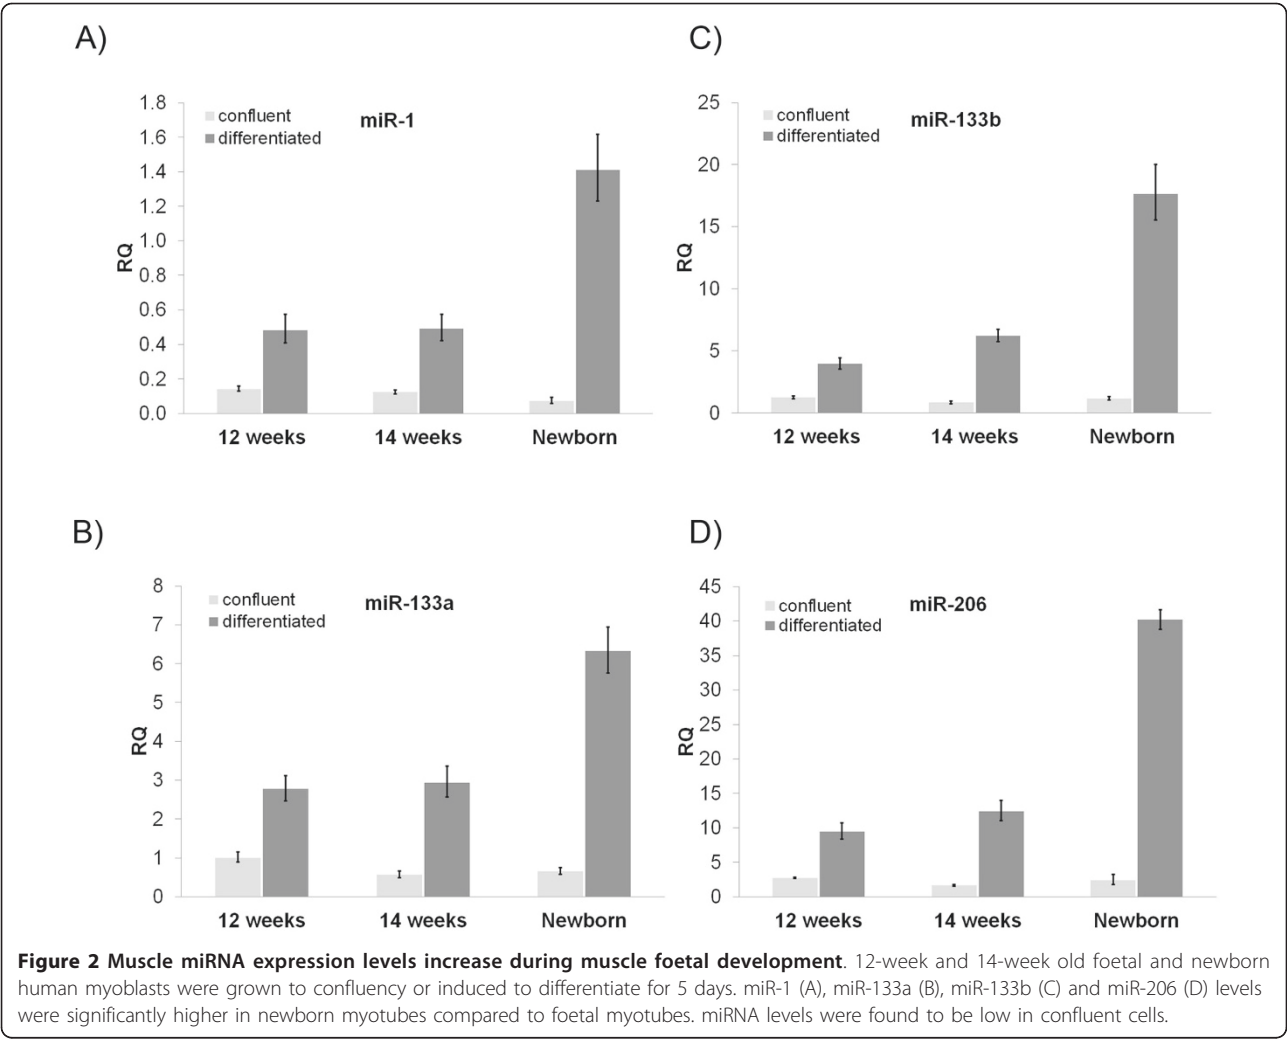 A)
miR-1
confluent
differentiated
RQ
1.8
1.6
1.4
1.2
1.0
0.8
0.6
0.4
0.2
0.0
12 weeks
14 weeks
Newborn
C)
miR-133b
confluent
differentiated
RQ
25
20
15
10
5
0
12 weeks
14 weeks
Newborn
B)
miR-133a
confluent
differentiated
RQ
8
7
6
5
4
3
2
1
0
12 weeks
14 weeks
Newborn
D)
miR-206
confluent
differentiated
RQ
45
40
35
30
25
20
15
10
5
0
12 weeks
14 weeks
Newborn
Figure 2 Muscle miRNA expression levels increase during muscle foetal development. 12-week and 14-week old foetal and newborn
human myoblasts were grown to confluency or induced to differentiate for 5 days. miR-1 (A), miR-133a (B), miR-133b (C) and miR-206 (D) levels
were significantly higher in newborn myotubes compared to foetal myotubes. miRNA levels were found to be low in confluent cells.